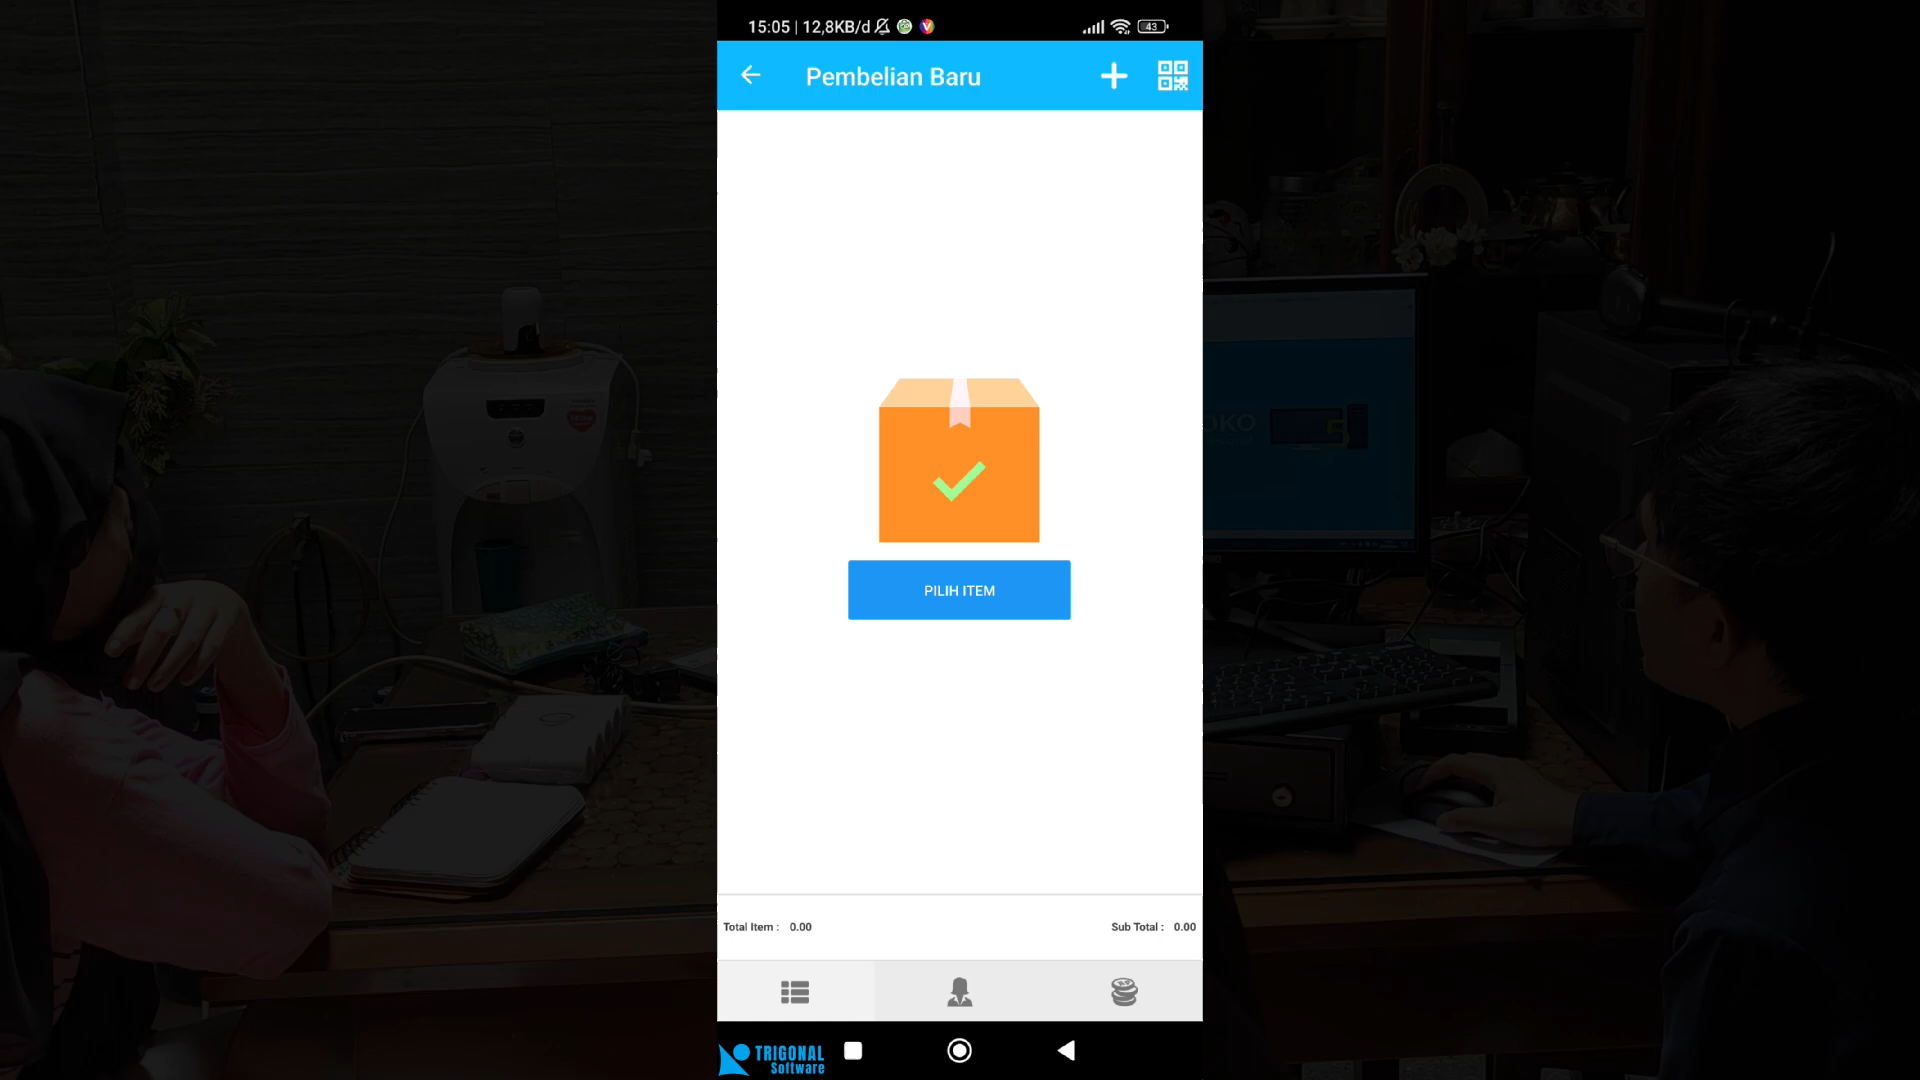 15:05 | 12,8KB/d
43
Pembelian Baru
PILIH ITEM
Total Item : 0.00
Sub Total : 0.00
TRIGONAL
Software